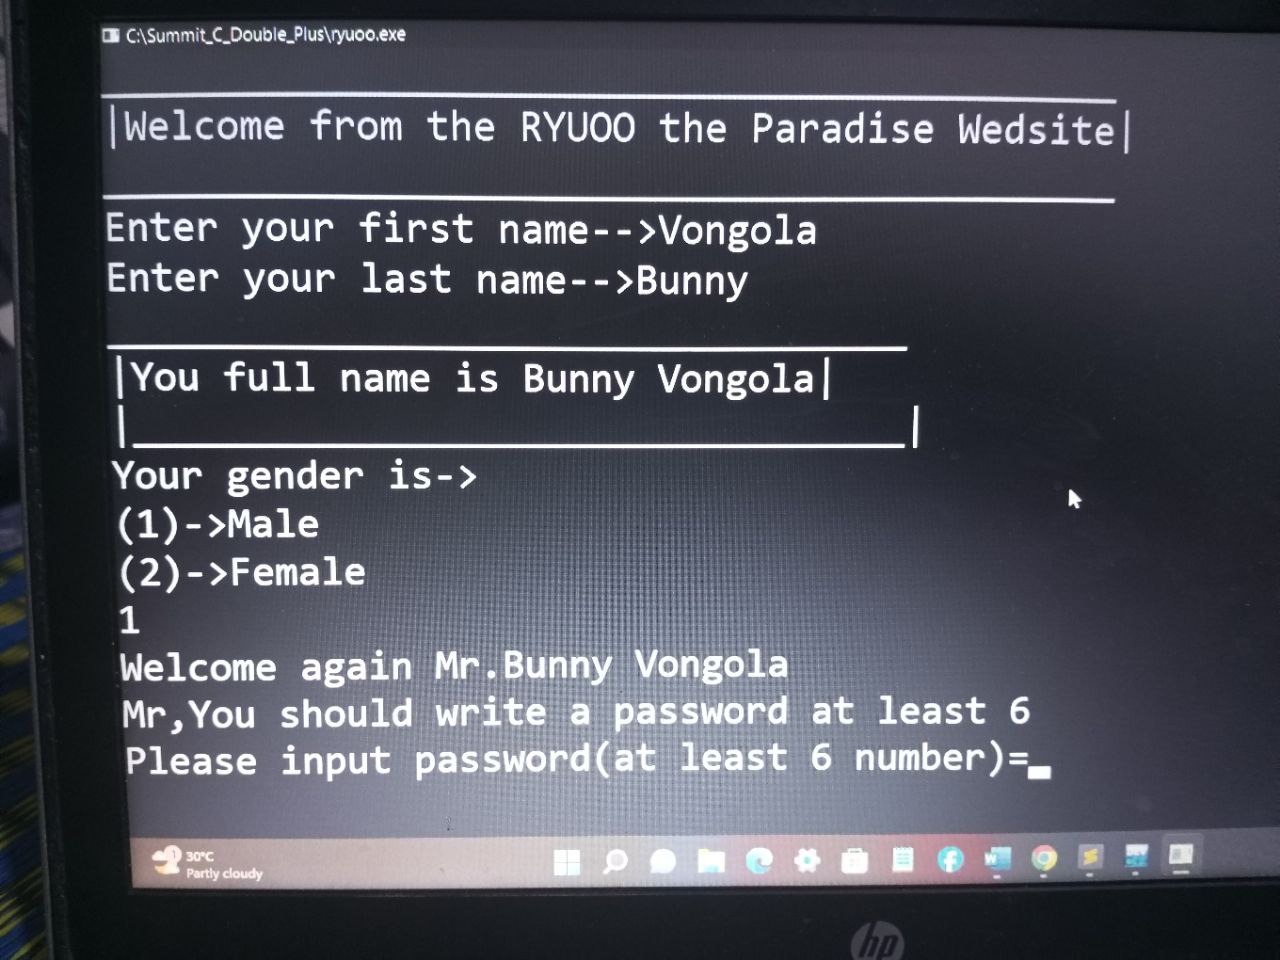 C:\Summit_C_Double_Plus\ryuoo.exe
|Welcome from the RYUOO the Paradise Wedsite|
Enter your first name-->Vongola
Enter your last name-->Bunny
|You full name is Bunny Vongola|
Your gender is->
(1)->Male
(2)->Female
1
Welcome again Mr.Bunny Vongola
Mr,You should write a password at least 6
Please input password(at least 6 number)=
30°C
Partly cloudy
hp